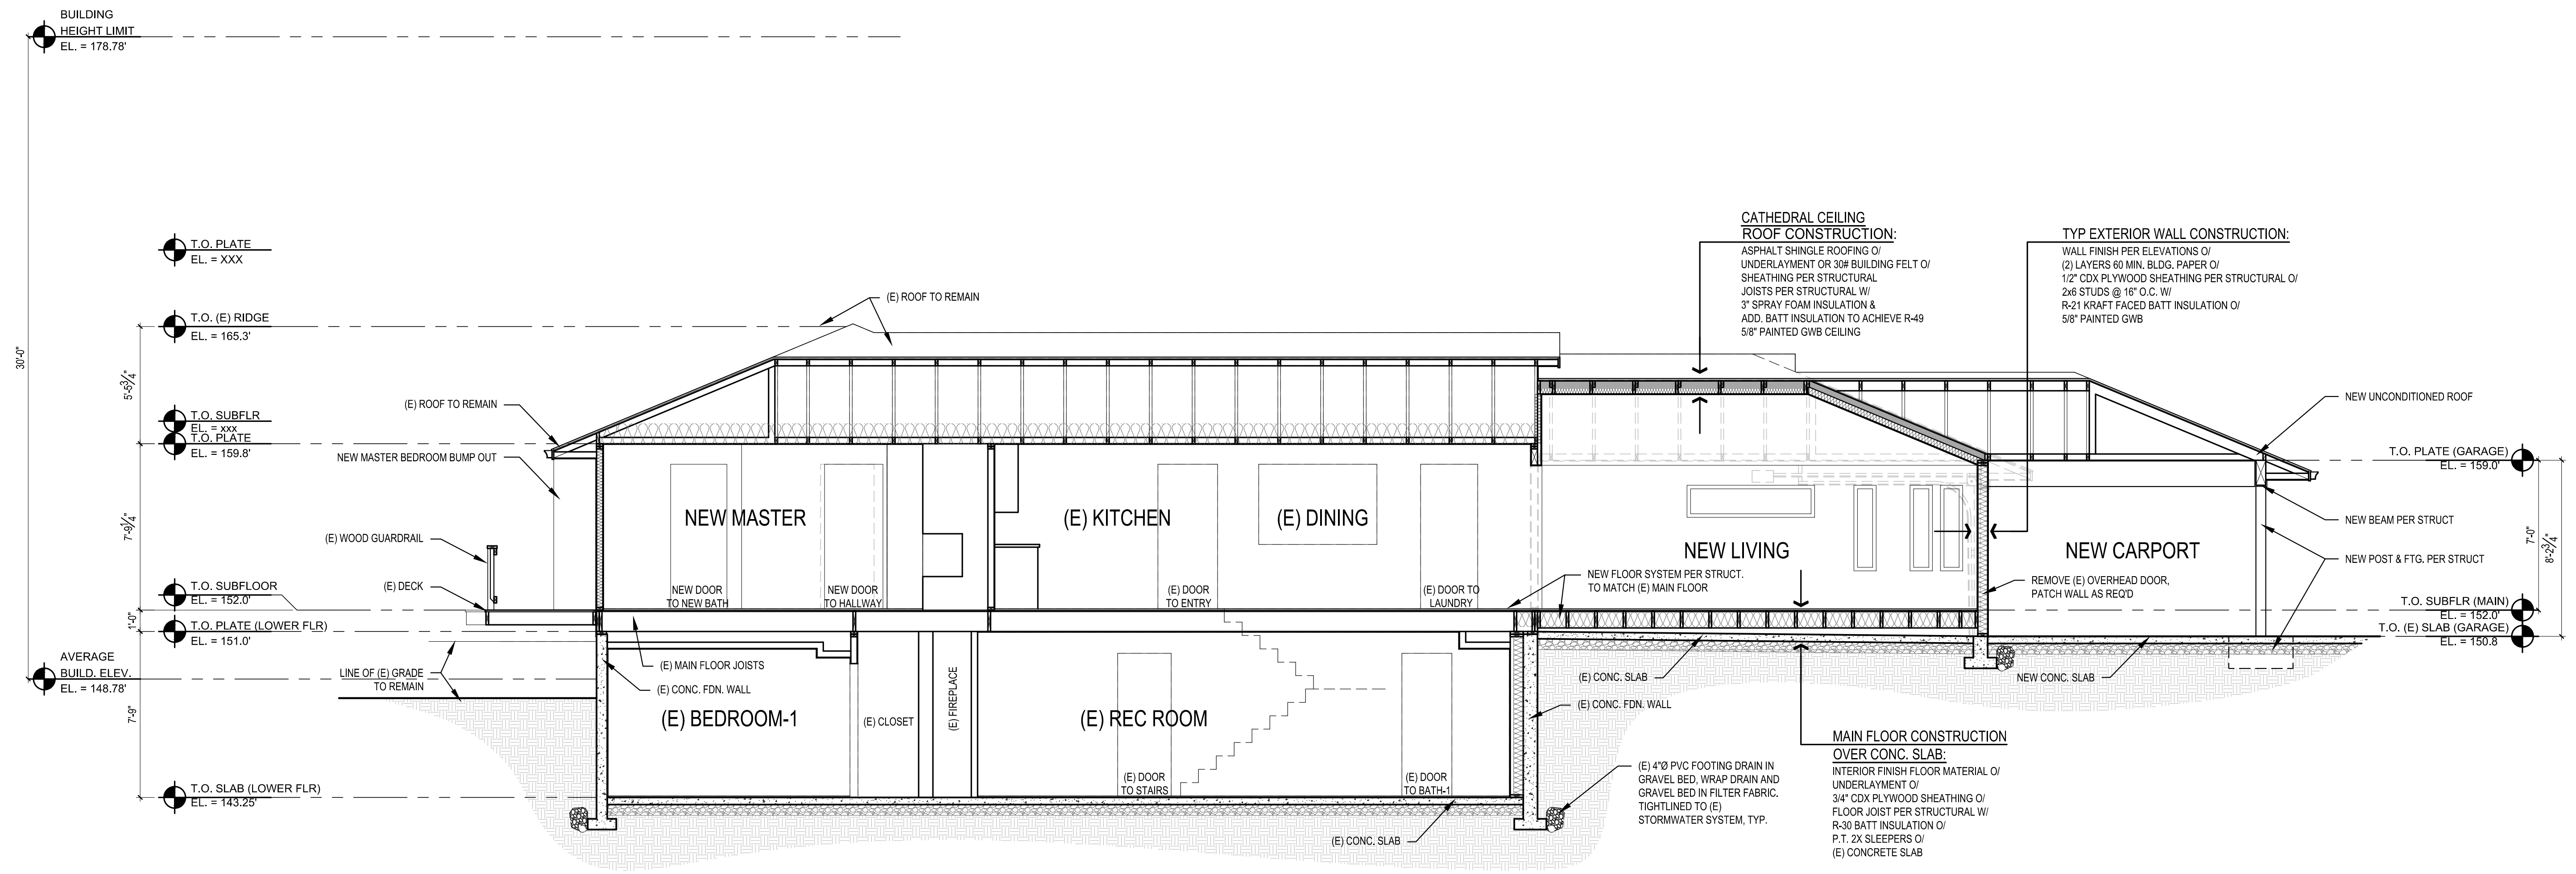 BUILDING
HEIGHT LIMIT
EL. = 178.78'
30'-0"
T.O. PLATE
EL. = XXX
T.O. (E) RIDGE
EL. = 165.3'
5'-5 3/4"
T.O. SUBFLR
EL. = xxx
T.O. PLATE
EL. = 159.8'
7'-9 1/4"
T.O. SUBFLOOR
EL. = 152.0'
1'-0"
T.O. PLATE (LOWER FLR)
EL. = 151.0'
AVERAGE
BUILD. ELEV.
EL. = 148.78'
7'-9"
T.O. SLAB (LOWER FLR)
EL. = 143.25'
(E) ROOF TO REMAIN
(E) ROOF TO REMAIN
NEW MASTER BEDROOM BUMP OUT
(E) WOOD GUARDRAIL
(E) DECK
LINE OF (E) GRADE
TO REMAIN
NEW MASTER
NEW DOOR
TO NEW BATH
NEW DOOR
TO HALLWAY
(E) KITCHEN
(E) DINING
(E) DOOR
TO ENTRY
(E) DOOR TO
LAUNDRY
(E) MAIN FLOOR JOISTS
(E) CONC. FDN. WALL
(E) BEDROOM-1
(E) CLOSET
(E) FIREPLACE
(E) REC ROOM
(E) DOOR
TO STAIRS
(E) DOOR
TO BATH-1
(E) CONC. SLAB
CATHEDRAL CEILING
ROOF CONSTRUCTION:
ASPHALT SHINGLE ROOFING O/
UNDERLAYMENT OR 30# BUILDING FELT O/
SHEATHING PER STRUCTURAL
JOISTS PER STRUCTURAL W/
3" SPRAY FOAM INSULATION &
ADD. BATT INSULATION TO ACHIEVE R-49
5/8" PAINTED GWB CEILING
TYP EXTERIOR WALL CONSTRUCTION:
WALL FINISH PER ELEVATIONS O/
(2) LAYERS 60 MIN. BLDG. PAPER O/
1/2" CDX PLYWOOD SHEATHING PER STRUCTURAL O/
2x6 STUDS @ 16" O.C. W/
R-21 KRAFT FACED BATT INSULATION O/
5/8" PAINTED GWB
NEW LIVING
NEW FLOOR SYSTEM PER STRUCT.
TO MATCH (E) MAIN FLOOR
NEW CARPORT
REMOVE (E) OVERHEAD DOOR,
PATCH WALL AS REQ'D
NEW UNCONDITIONED ROOF
NEW BEAM PER STRUCT
NEW POST & FTG. PER STRUCT
T.O. PLATE (GARAGE)
EL. = 159.0'
7'-0"
8'-2 3/4"
T.O. SUBFLR (MAIN)
EL. = 152.0'
T.O. (E) SLAB (GARAGE)
EL. = 150.8
(E) CONC. SLAB
NEW CONC. SLAB
(E) CONC. FDN. WALL
(E) 4"Ø PVC FOOTING DRAIN IN
GRAVEL BED, WRAP DRAIN AND
GRAVEL BED IN FILTER FABRIC.
TIGHTLINED TO (E)
STORMWATER SYSTEM, TYP.
MAIN FLOOR CONSTRUCTION
OVER CONC. SLAB:
INTERIOR FINISH FLOOR MATERIAL O/
UNDERLAYMENT O/
3/4" CDX PLYWOOD SHEATHING O/
FLOOR JOIST PER STRUCTURAL W/
R-30 BATT INSULATION O/
P.T. 2X SLEEPERS O/
(E) CONCRETE SLAB